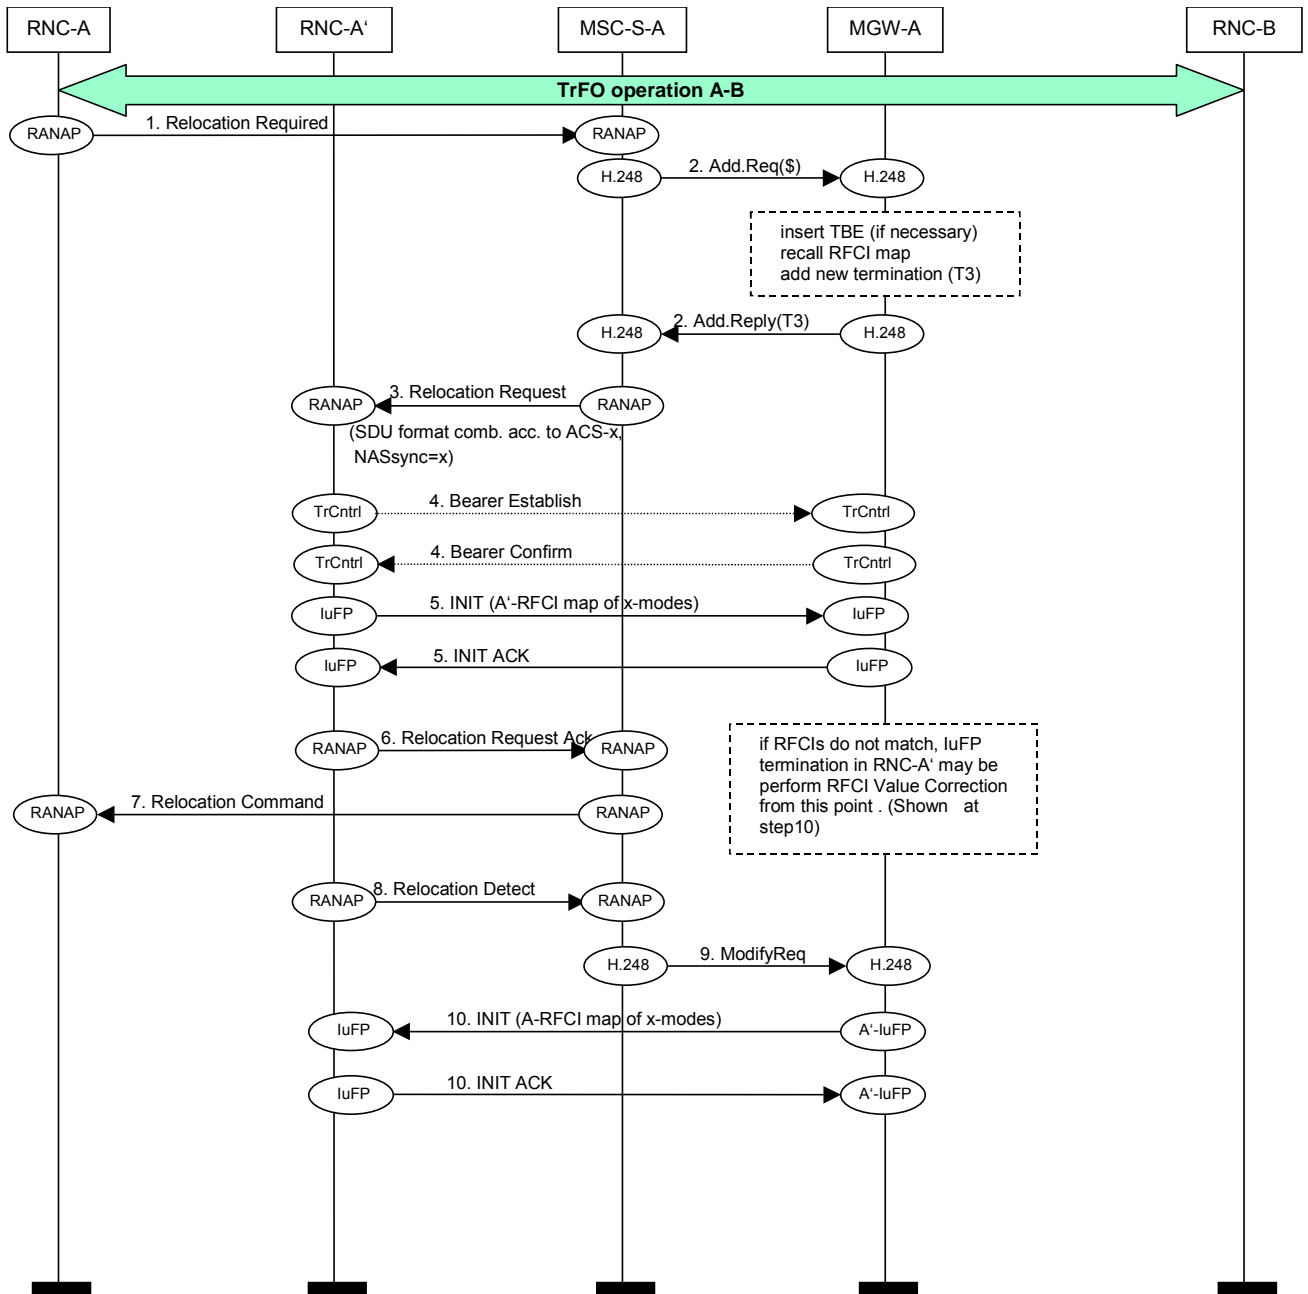 RNC-A
RNC-A‘
MSC-S-A
MGW-A
RNC-B
TrFO operation A-B
RANAP
1. Relocation Required
RANAP
H.248
2. Add.Req($)
H.248
insert TBE (if necessary)
recall RFCI map
add new termination (T3)
H.248
2. Add.Reply(T3)
H.248
RANAP
3. Relocation Request
RANAP
(SDU format comb. acc. to ACS-x,
NASsync=x)
TrCntrl
4. Bearer Establish
TrCntrl
TrCntrl
4. Bearer Confirm
TrCntrl
IuFP
5. INIT (A‘-RFCI map of x-modes)
IuFP
IuFP
5. INIT ACK
IuFP
RANAP
6. Relocation Request Ack
RANAP
if RFCIs do not match, IuFP
termination in RNC-A‘ may be
perform RFCI Value Correction
from this point . (Shown at
step10)
RANAP
7. Relocation Command
RANAP
RANAP
8. Relocation Detect
RANAP
H.248
9. ModifyReq
H.248
IuFP
10. INIT (A-RFCI map of x-modes)
A‘-IuFP
IuFP
10. INIT ACK
A‘-IuFP